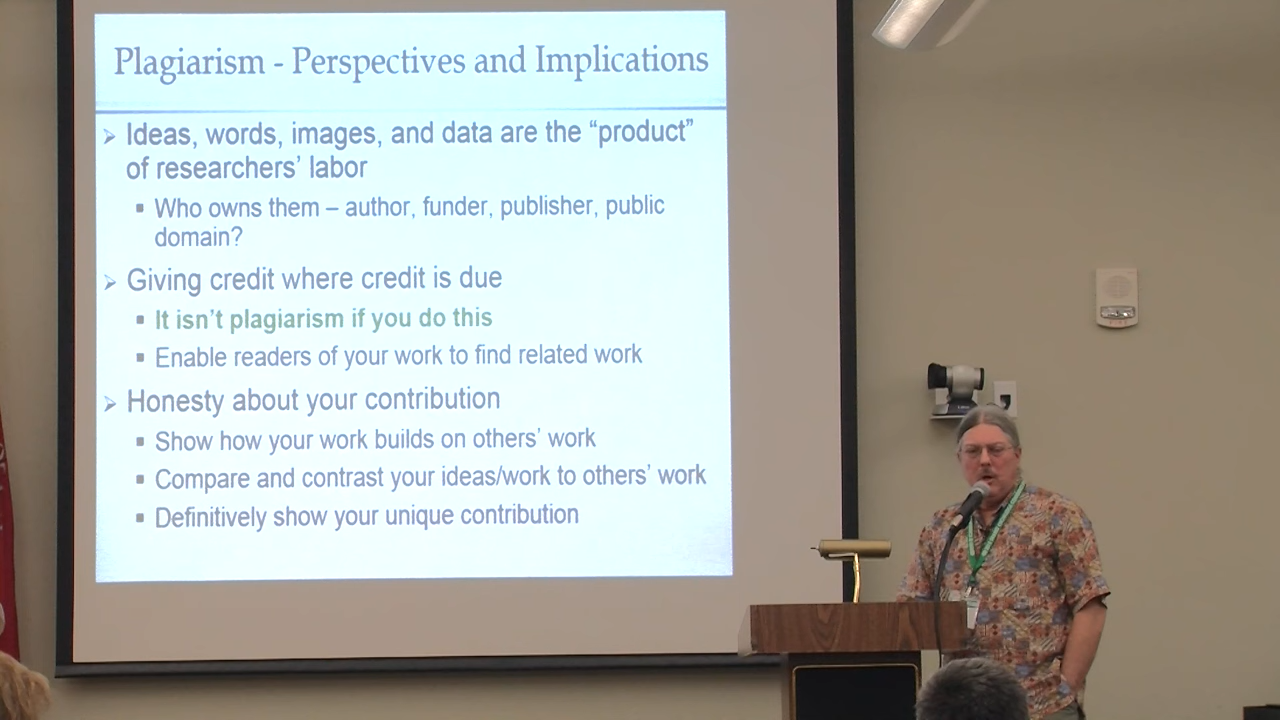 Plagiarism - Perspectives and Implications
Ideas, words, images, and data are the “product”
of researchers’ labor
Who owns them – author, funder, publisher, public
domain?
Giving credit where credit is due
It isn’t plagiarism if you do this
Enable readers of your work to find related work
Honesty about your contribution
Show how your work builds on others’ work
Compare and contrast your ideas/work to others’ work
Definitively show your unique contribution